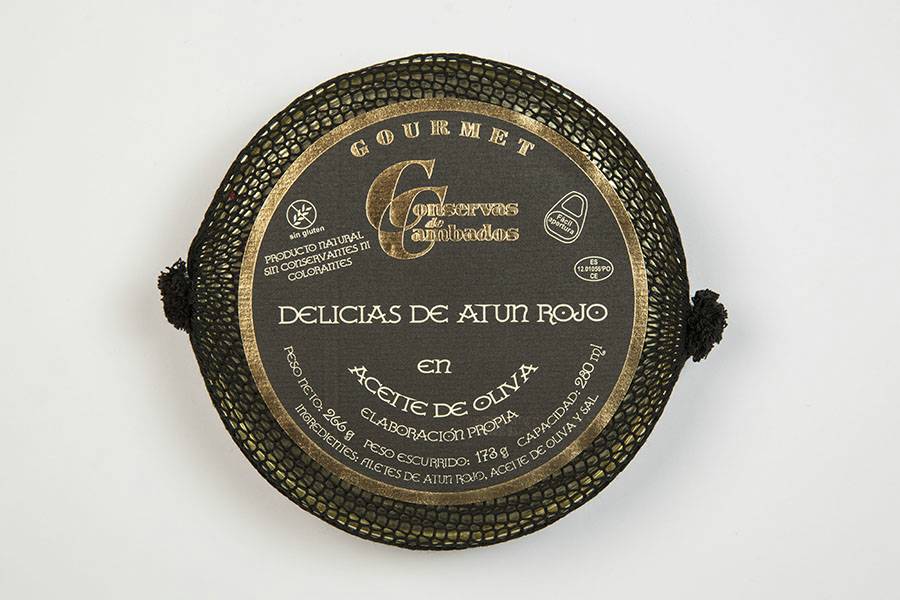 GOURMET
Conservas
de
Cambados
sin gluten
PRODUCTO NATURAL
SIN CONSERVANTES NI
COLORANTES
Fácil
apertura
ES
12.01056/PO
CE
DELICIAS DE ATUN ROJO
EN
ACEITE DE OLIVA
ELABORACIÓN PROPIA
PESO NETO: 266 g PESO ESCURRIDO: 173 g CAPACIDAD: 280 ml
INGREDIENTES: FILETES DE ATUN ROJO, ACEITE DE OLIVA Y SAL